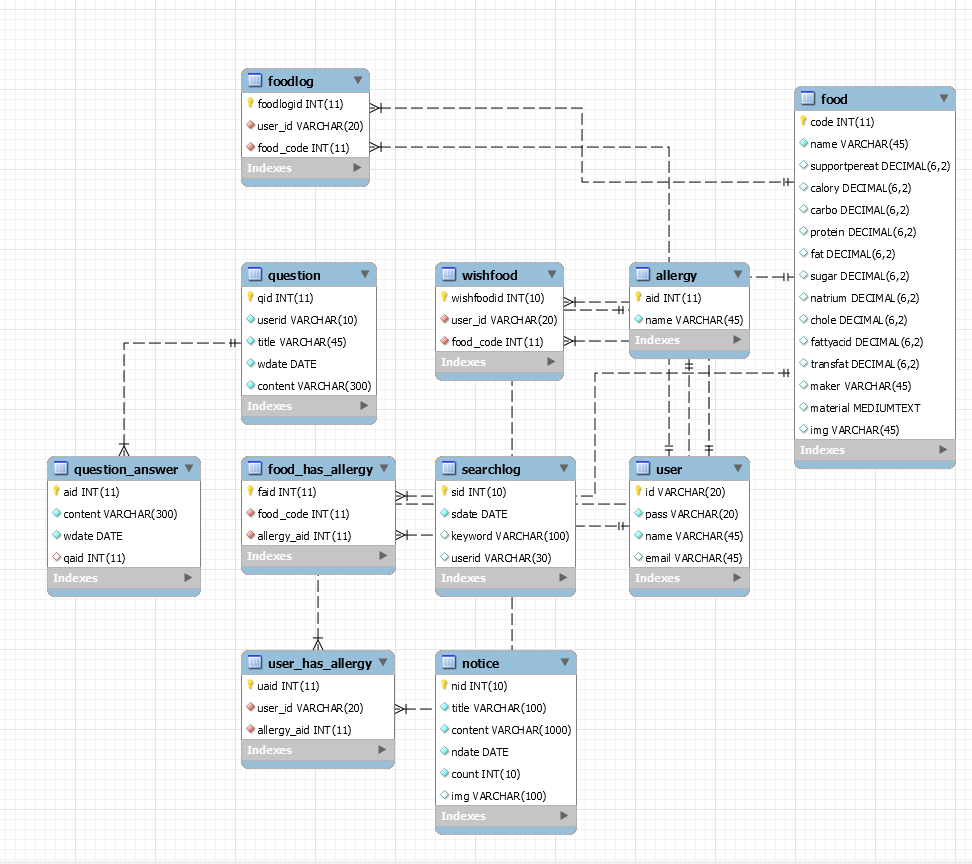 foodlog
foodlogid INT(11)
user_id VARCHAR(20)
food_code INT(11)
Indexes
food
code INT(11)
name VARCHAR(45)
supportpereat DECIMAL(6,2)
calory DECIMAL(6,2)
carbo DECIMAL(6,2)
protein DECIMAL(6,2)
fat DECIMAL(6,2)
sugar DECIMAL(6,2)
natrium DECIMAL(6,2)
chole DECIMAL(6,2)
fattyacid DECIMAL(6,2)
transfat DECIMAL(6,2)
maker VARCHAR(45)
material MEDIUMTEXT
img VARCHAR(45)
Indexes
question
qid INT(11)
userid VARCHAR(10)
title VARCHAR(45)
wdate DATE
content VARCHAR(300)
Indexes
wishfood
wishfoodid INT(10)
user_id VARCHAR(20)
food_code INT(11)
Indexes
allergy
aid INT(11)
name VARCHAR(45)
Indexes
question_answer
aid INT(11)
content VARCHAR(300)
wdate DATE
qaid INT(11)
Indexes
food_has_allergy
faid INT(11)
food_code INT(11)
allergy_aid INT(11)
Indexes
searchlog
sid INT(10)
sdate DATE
keyword VARCHAR(100)
userid VARCHAR(30)
Indexes
user
id VARCHAR(20)
pass VARCHAR(20)
name VARCHAR(45)
email VARCHAR(45)
Indexes
user_has_allergy
uaid INT(11)
user_id VARCHAR(20)
allergy_aid INT(11)
Indexes
notice
nid INT(10)
title VARCHAR(100)
content VARCHAR(1000)
ndate DATE
count INT(10)
img VARCHAR(100)
Indexes